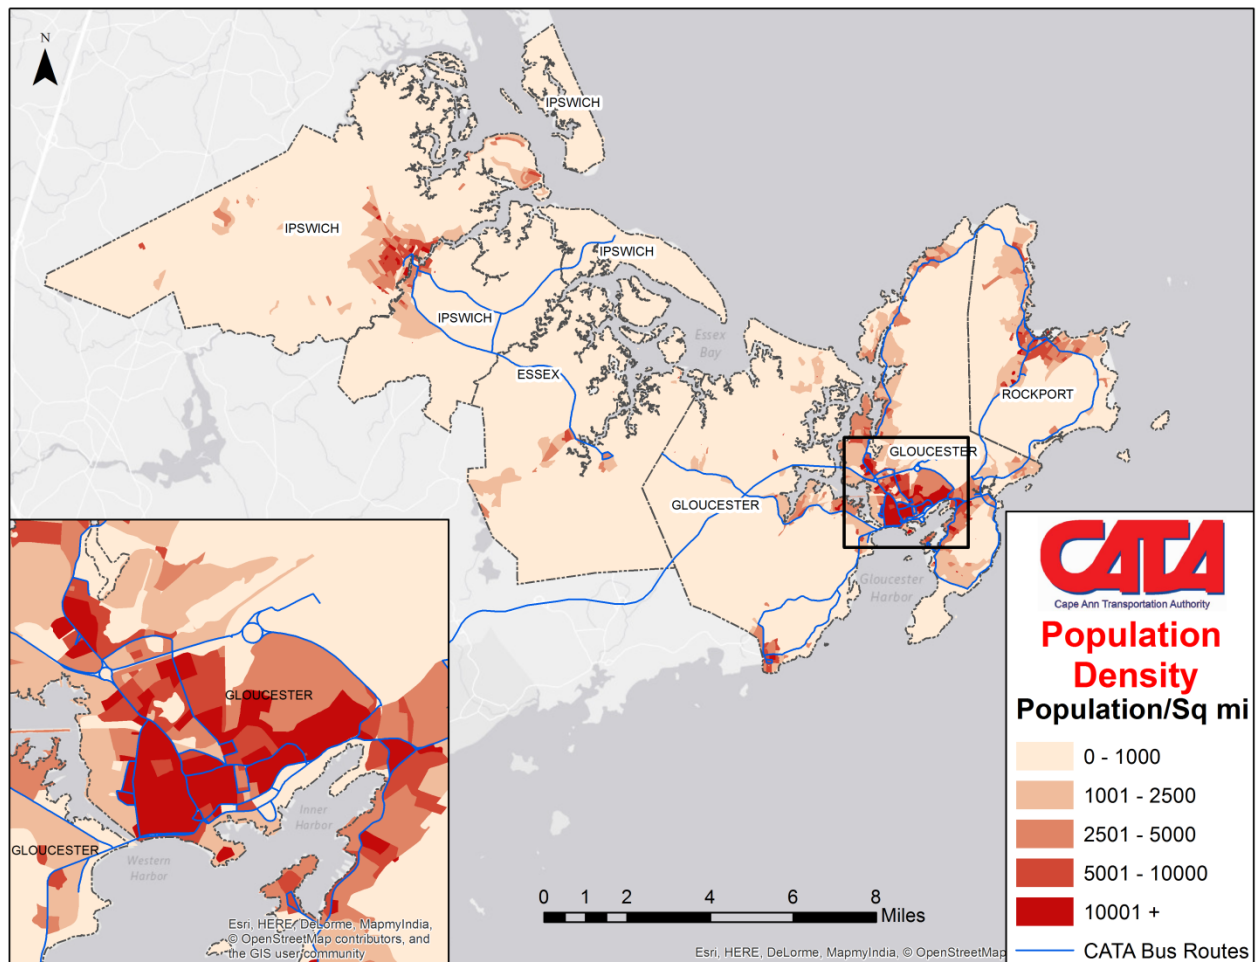 N
IPSWICH
IPSWICH
IPSWICH
IPSWICH
ESSEX
Essex
Bay
ROCKPORT
GLOUCESTER
GLOUCESTER
Gloucester
Harbor
GLOUCESTER
GLOUCESTER
Inner
Harbor
Western
Harbor
Esri, HERE, DeLorme, MapmyIndia,
© OpenStreetMap contributors, and
the GIS user community
0 1 2 4 6 8
Miles
Esri, HERE, DeLorme, MapmyIndia, © OpenStreetMap
CATA
Cape Ann Transportation Authority
Population
Density
Population/Sq mi
0 - 1000
1001 - 2500
2501 - 5000
5001 - 10000
10001 +
CATA Bus Routes